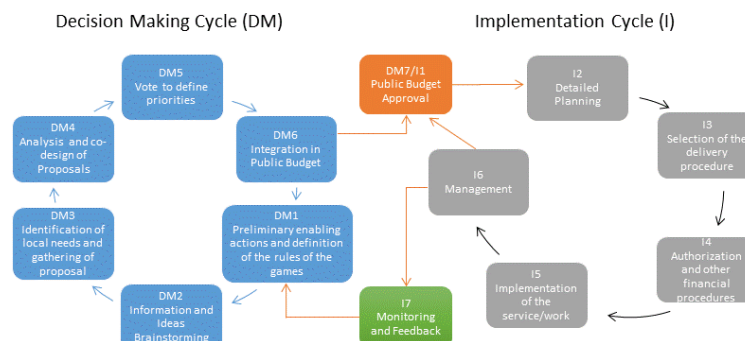 Decision Making Cycle (DM)
Implementation Cycle (I)
DM5
Vote to define
priorities
DM7/I1
Public Budget
Approval
I2
Detailed
Planning
DM4
Analysis and co-
design of
Proposals
DM6
Integration in
Public Budget
I3
Selection of the
delivery
procedure
I6
Management
DM3
Identification of
local needs and
gathering of
proposal
DM1
Preliminary enabling
actions and definition
of the rules of the
games
I4
Authorization
and other
financial
procedures
I5
Implementation
of the
service/work
DM2
Information and
Ideas
Brainstorming
I7
Monitoring
and Feedback